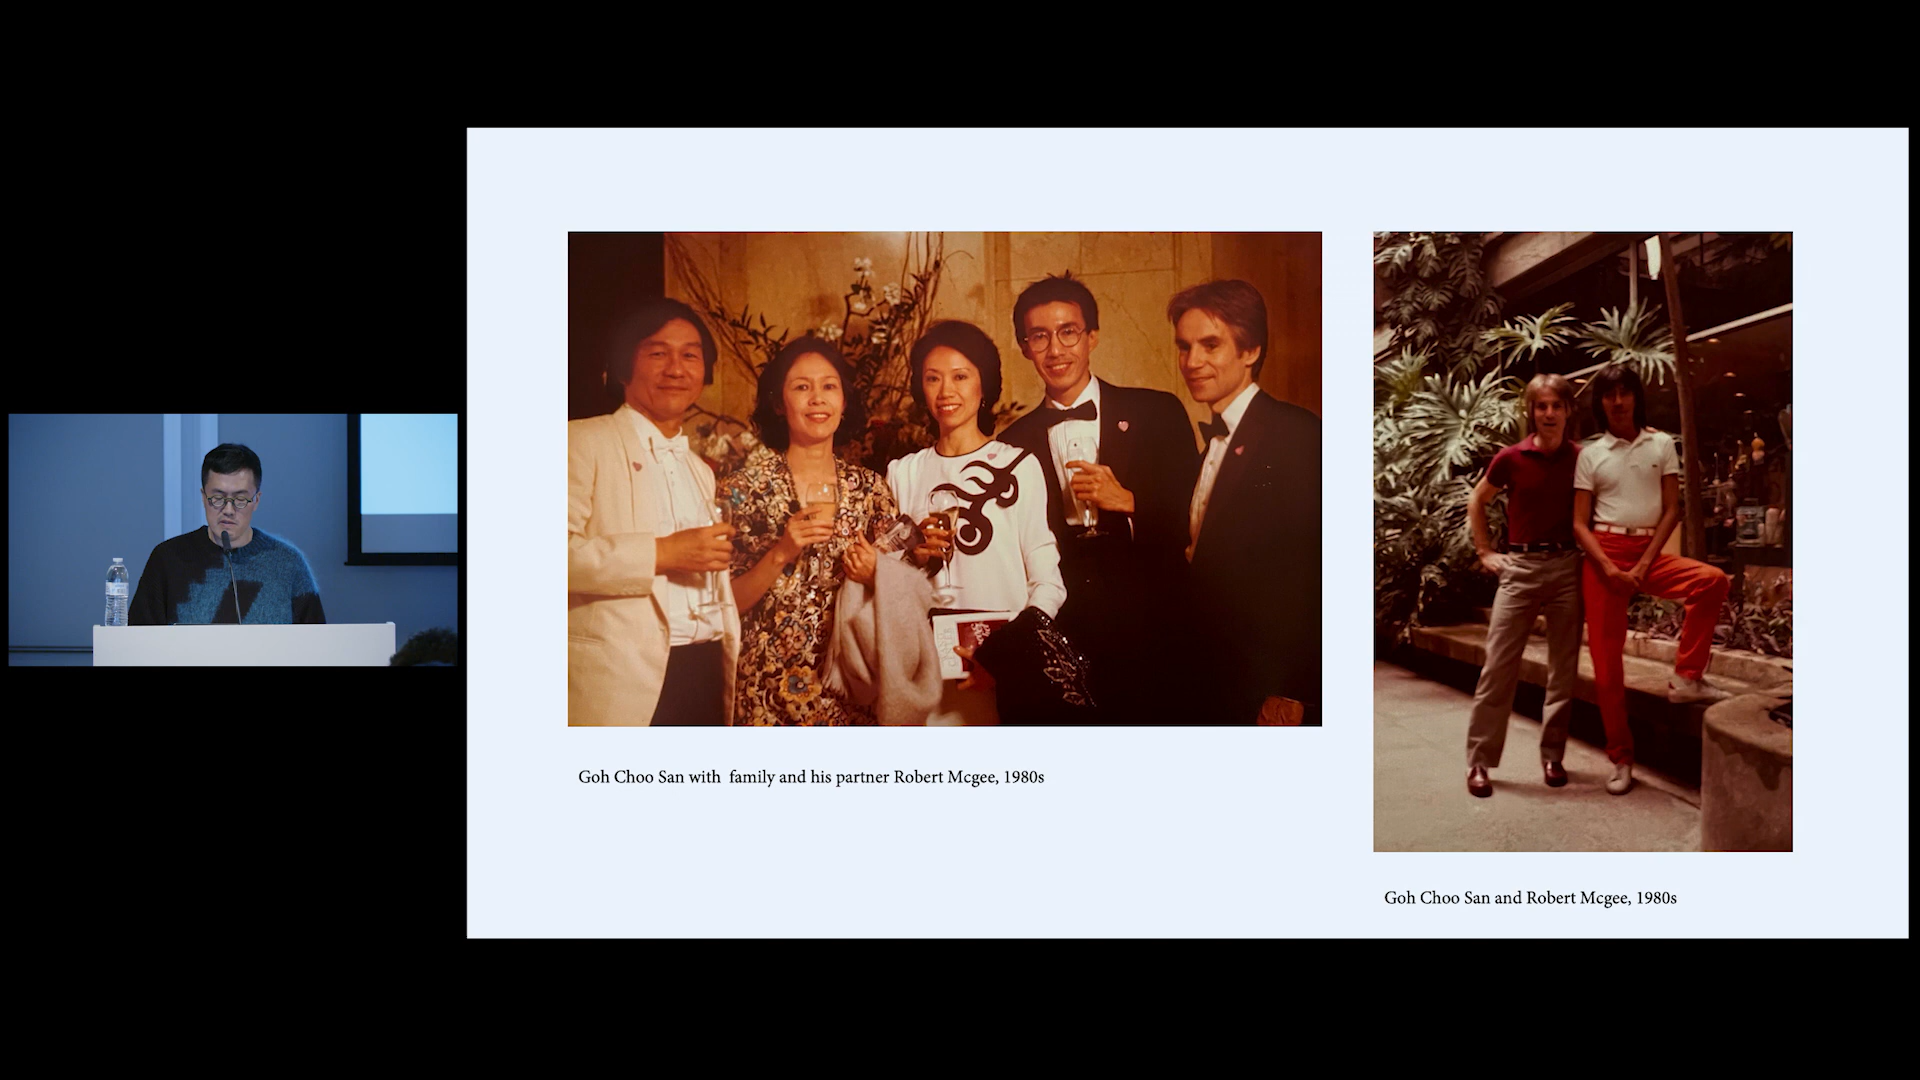 Goh Choo San with  family and his partner Robert Mcgee, 1980s
Goh Choo San and Robert Mcgee, 1980s